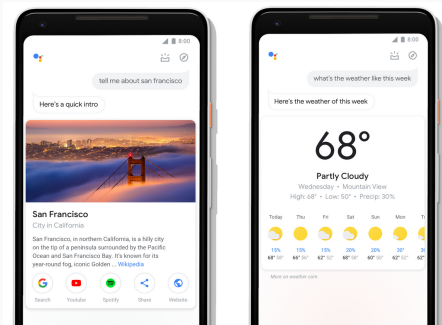 8:00
tell me about san francisco
Here's a quick intro
San Francisco
City in California
San Francisco, in northern California, is a hilly city
on the tip of a peninsula surrounded by the Pacific
Ocean and San Francisco Bay. It's known for its
year-round fog, iconic Golden ... Wikipedia
Search Youtube Spotify Share Website
8:00
what's the weather like this week
Here's the weather of this week
68°
Partly Cloudy
Wednesday • Mountain View
High: 68° • Low: 50° • Precip: 30%
Today Thu Fri Sat Sun Mon T
15% 15% 15% 20% 20% 30%
More on weather.com